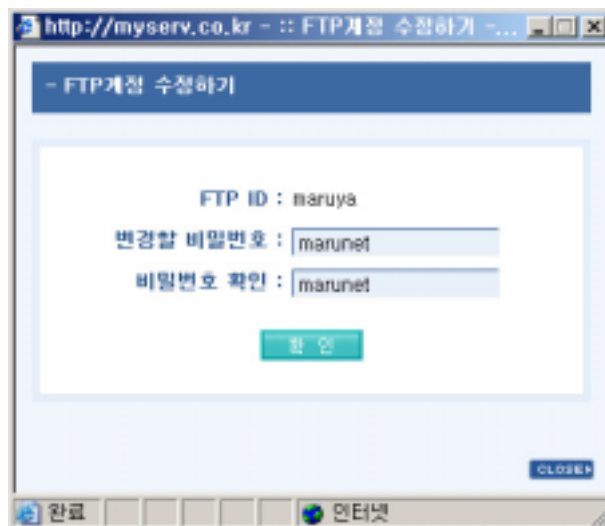 http://myserv.co.kr - :: FTP계정 수정하기 -...
- FTP계정 수정하기
FTP ID : maruya
변경할 비밀번호 : marunet
비밀번호 확인 : marunet
확 인
CLOSE
완료 인터넷